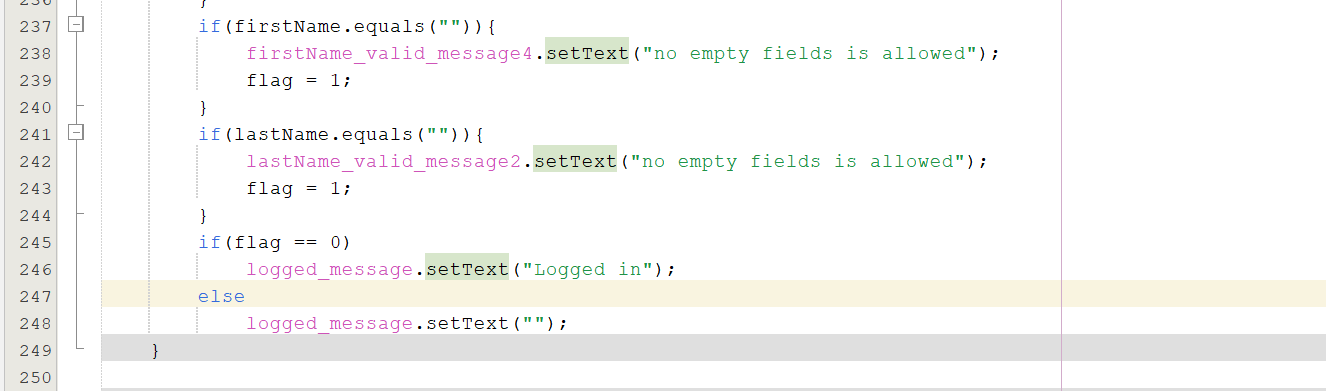 236 }
237 if(firstName.equals("")){
238 firstName_valid_message4.setText("no empty fields is allowed");
239 flag = 1;
240 }
241 if(lastName.equals("")){
242 lastName_valid_message2.setText("no empty fields is allowed");
243 flag = 1;
244 }
245 if(flag == 0)
246 logged_message.setText("Logged in");
247 else
248 logged_message.setText("");
249 }
250